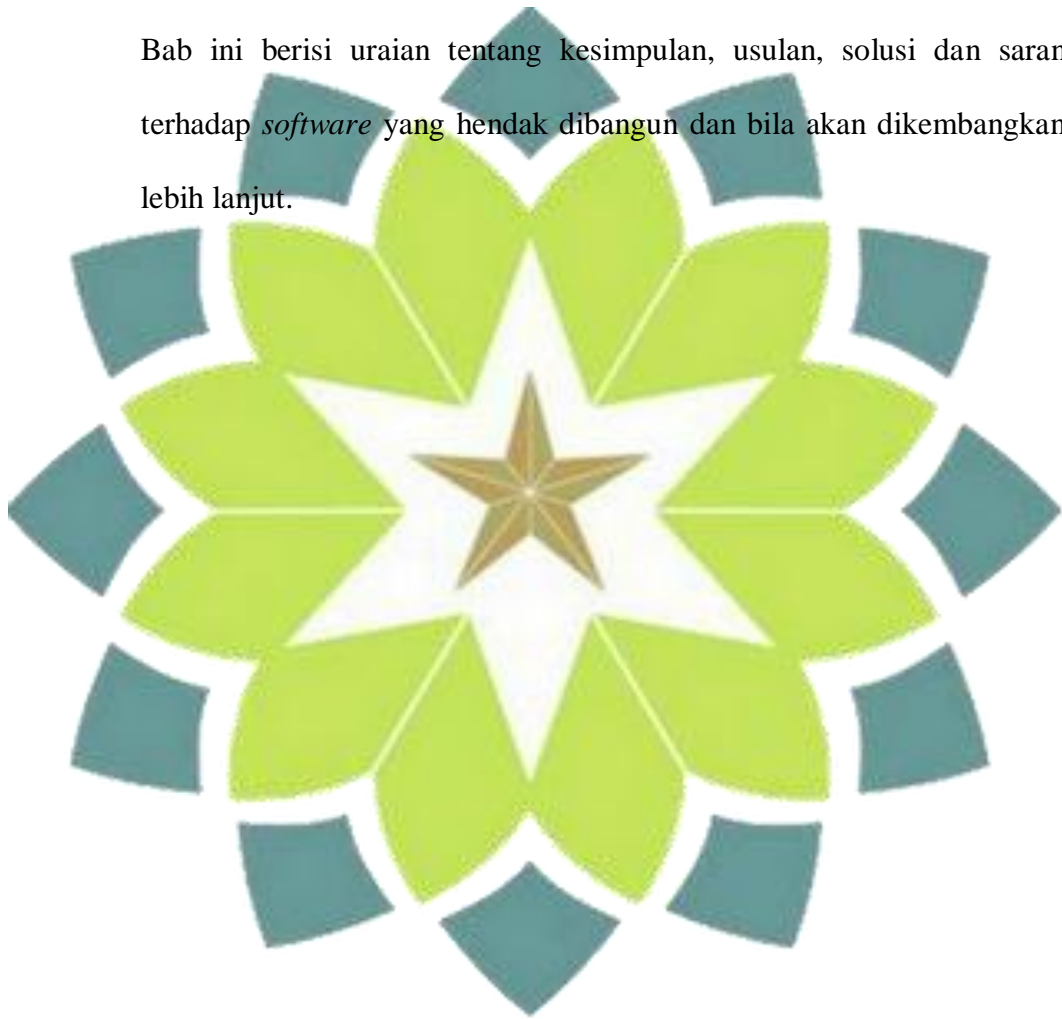 Bab ini berisi uraian tentang kesimpulan, usulan, solusi dan saran
terhadap software yang hendak dibangun dan bila akan dikembangkan
lebih lanjut.